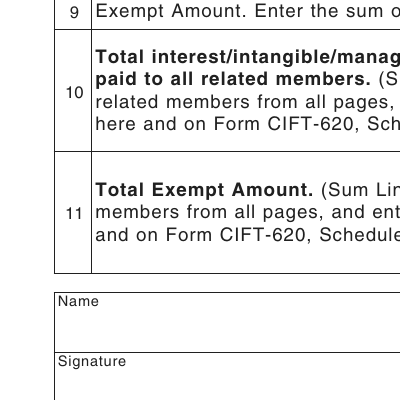 9 Exempt Amount. Enter the sum o
10 Total interest/intangible/manag
paid to all related members. (S
related members from all pages,
here and on Form CIFT-620, Sch
11 Total Exempt Amount. (Sum Lin
members from all pages, and ent
and on Form CIFT-620, Schedule
Name
Signature